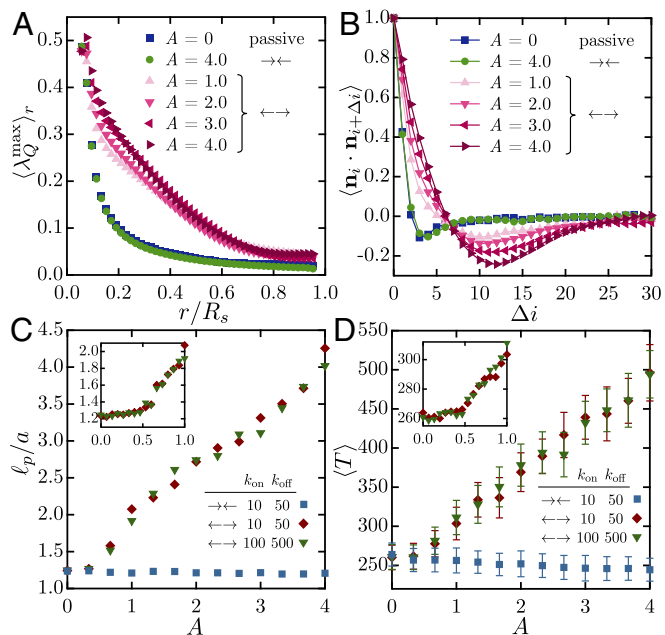 A
0.5
0.4
0.3
0.2
0.1
0.0
⟨λ_Q^max⟩_r
0.0 0.2 0.4 0.6 0.8 1.0
r/R_s
A = 0 passive
A = 4.0 →←
A = 1.0
A = 2.0 ←→
A = 3.0
A = 4.0
B
1.0
0.8
0.6
0.4
0.2
0.0
-0.2
⟨n_i · n_{i+Δi}⟩
0 5 10 15 20 25 30
Δi
A = 0 passive
A = 4.0 →←
A = 1.0
A = 2.0 ←→
A = 3.0
A = 4.0
C
4.5
4.0
3.5
3.0
2.5
2.0
1.5
1.0
ℓ_p/a
0 1 2 3 4
A
2.0
1.8
1.6
1.4
1.2
0.0 0.5 1.0
k_on k_off
→← 10 50
←→ 10 50
←→ 100 500
D
550
500
450
400
350
300
250
200
⟨T⟩
0 1 2 3 4
A
300
280
260
0.0 0.5 1.0
k_on k_off
→← 10 50
←→ 10 50
←→ 100 500